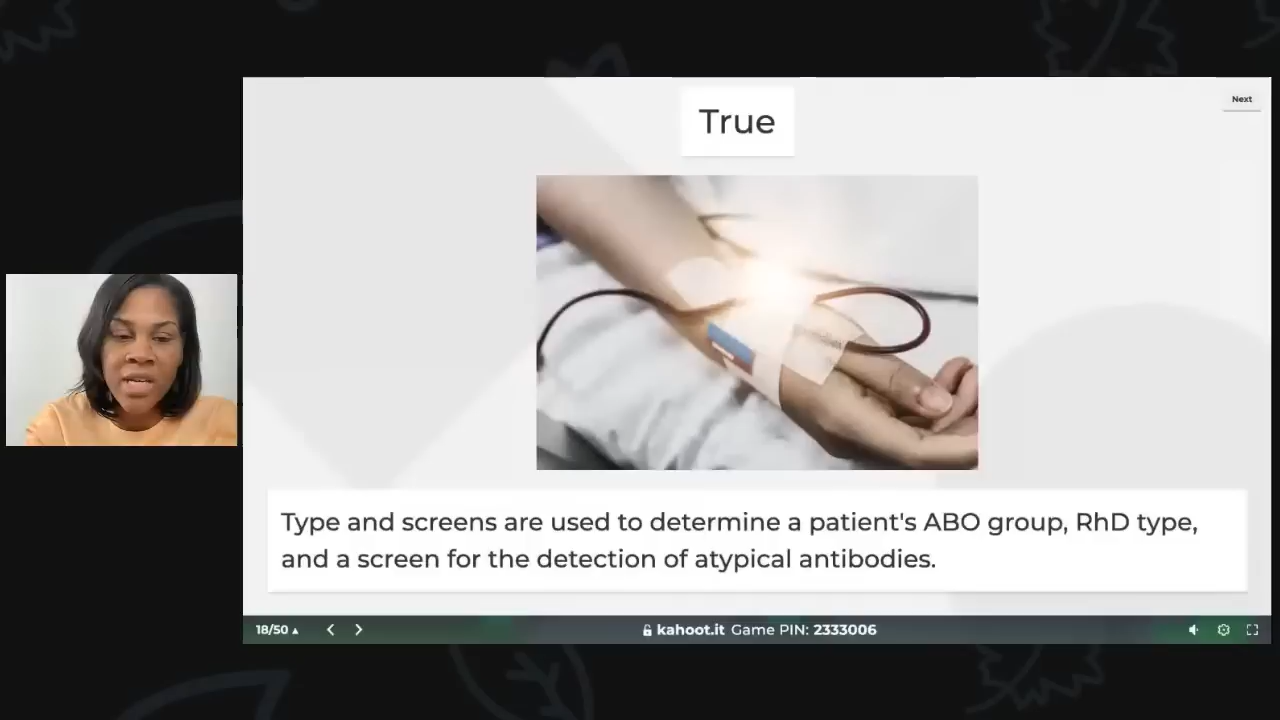 True
Next
Type and screens are used to determine a patient's ABO group, RhD type,
and a screen for the detection of atypical antibodies.
18/50 ▲
kahoot.it Game PIN: 2333006